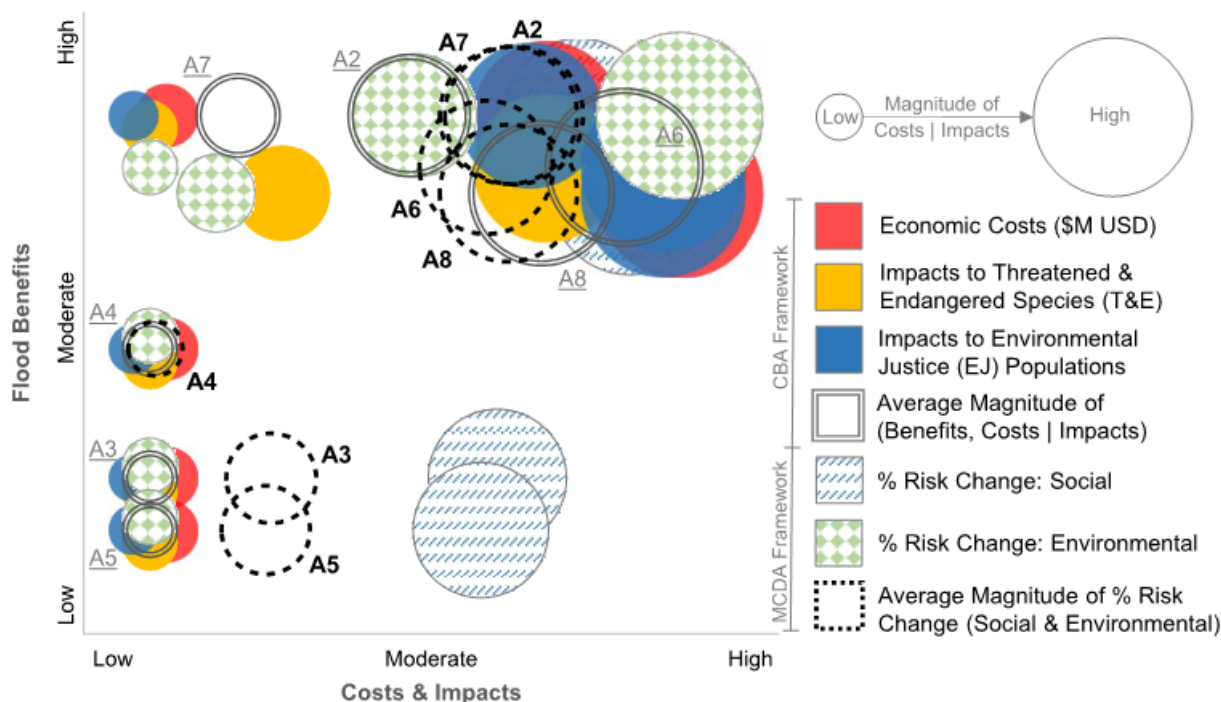 High
Moderate
Low
Flood Benefits
A7
A2
A7
A2
A6
A6
A8
A8
A4
A4
A3
A3
A5
A5
Low
Moderate
High
Costs & Impacts
Low
Magnitude of
Costs | Impacts
High
CBA Framework
MCDA Framework
Economic Costs ($M USD)
Impacts to Threatened &
Endangered Species (T&E)
Impacts to Environmental
Justice (EJ) Populations
Average Magnitude of
(Benefits, Costs | Impacts)
% Risk Change: Social
% Risk Change: Environmental
Average Magnitude of % Risk
Change (Social & Environmental)